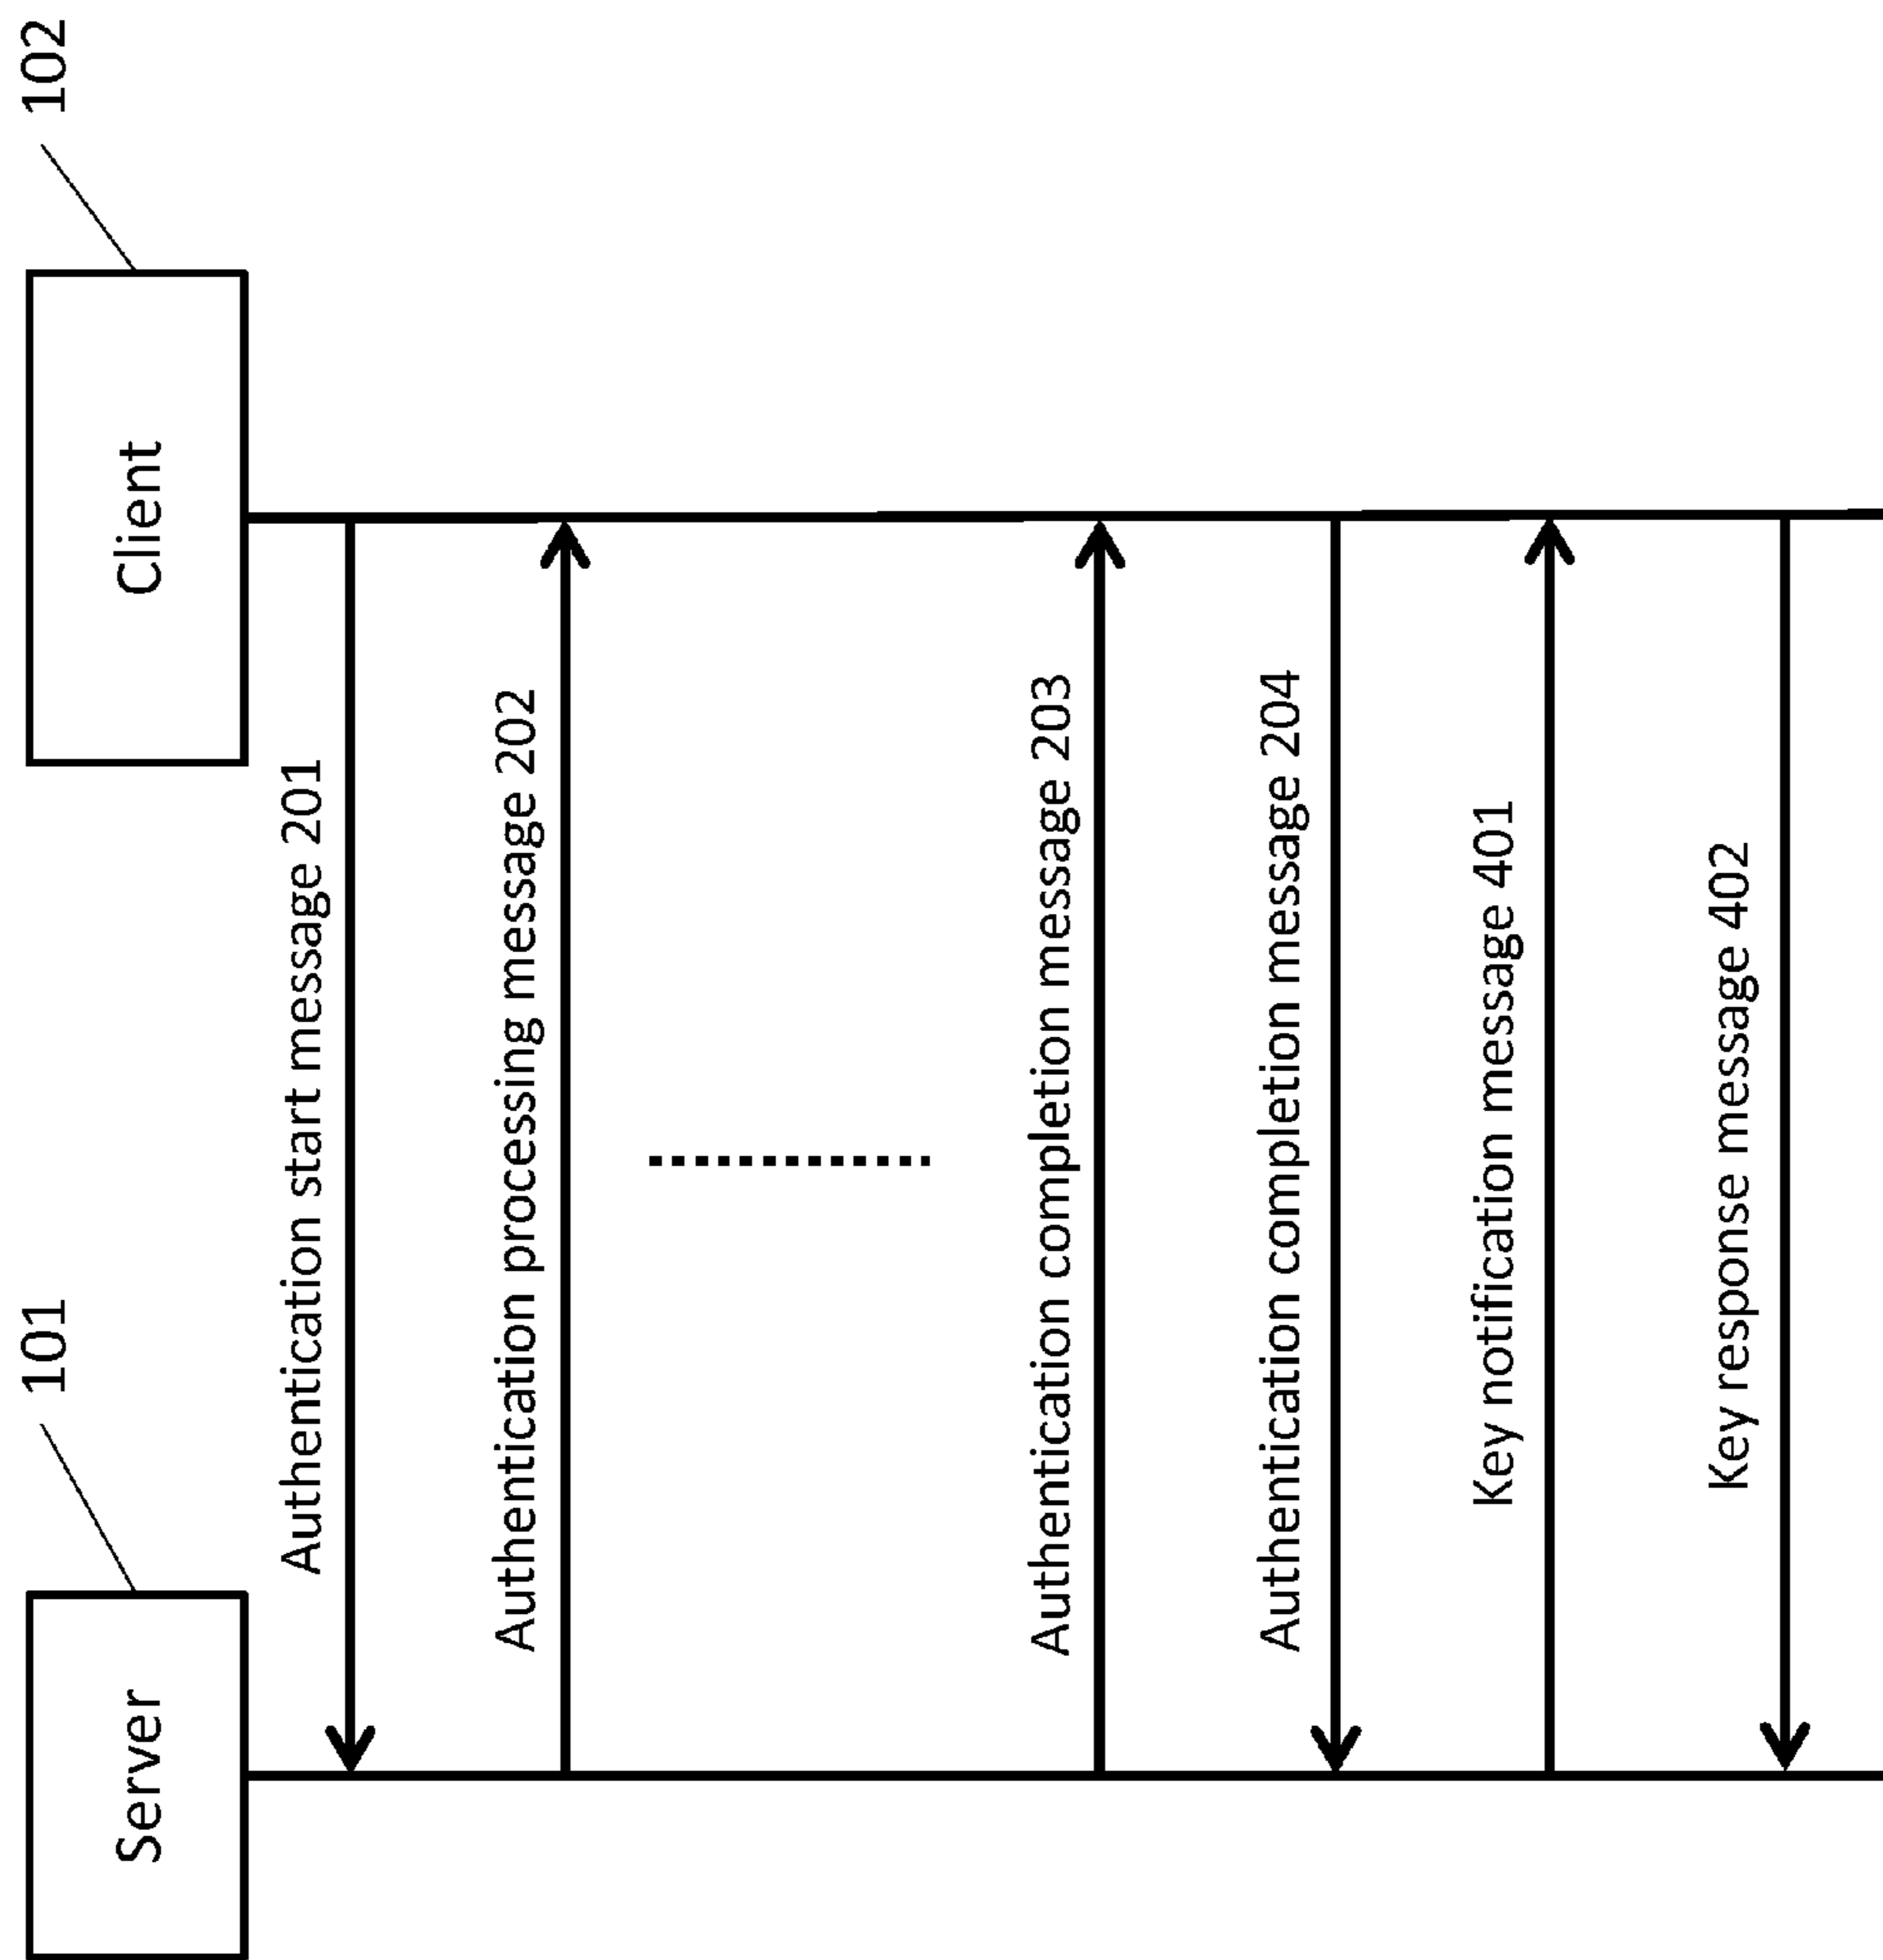 101
102
Server
Client
Authentication start message 201
Authentication processing message 202
Authentication completion message 203
Authentication completion message 204
Key notification message 401
Key response message 402